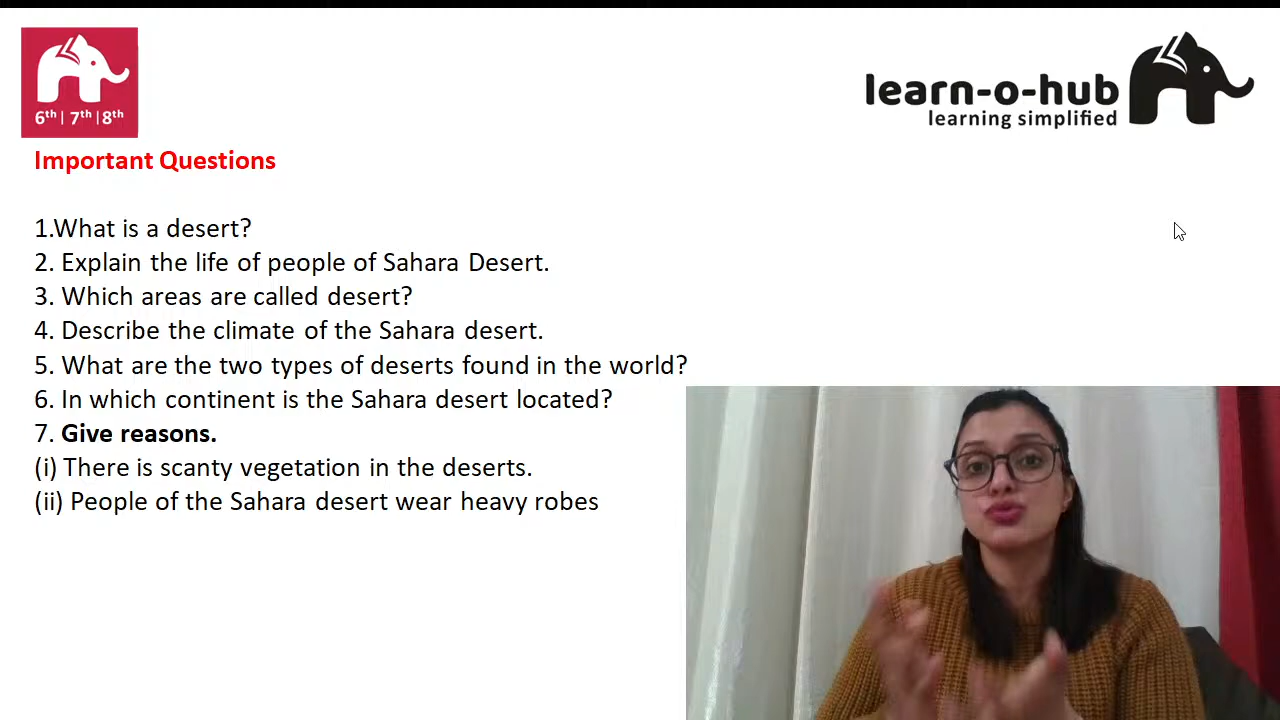 6th | 7th | 8th
learn-o-hub
learning simplified
Important Questions
1.What is a desert?
2. Explain the life of people of Sahara Desert.
3. Which areas are called desert?
4. Describe the climate of the Sahara desert.
5. What are the two types of deserts found in the world?
6. In which continent is the Sahara desert located?
7. Give reasons.
(i) There is scanty vegetation in the deserts.
(ii) People of the Sahara desert wear heavy robes